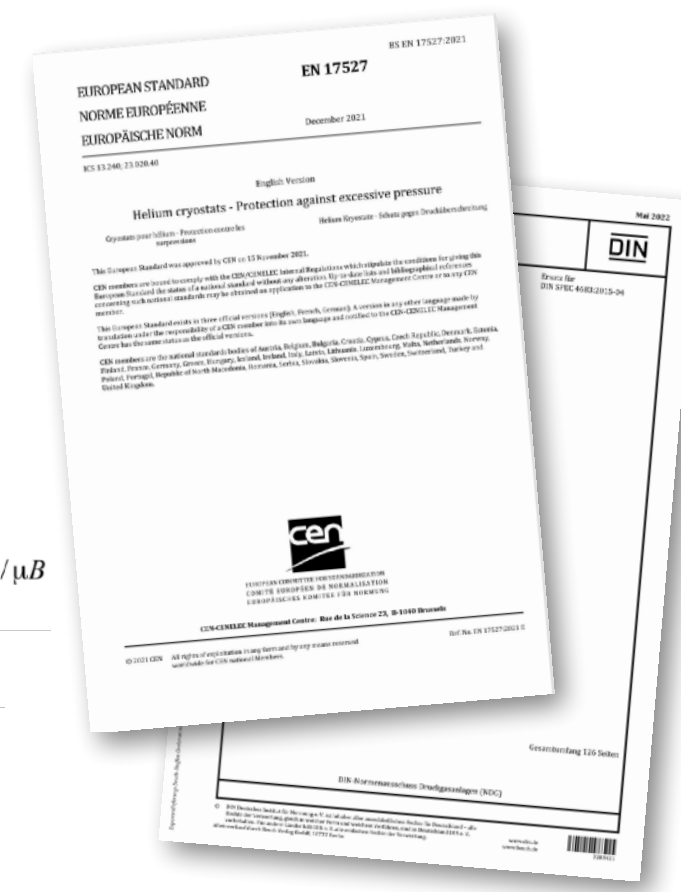 BS EN 17527:2021
EUROPEAN STANDARD
NORME EUROPÉENNE
EUROPÄISCHE NORM
EN 17527
December 2021
ICS 13.240; 23.020.40
English Version
Helium cryostats - Protection against excessive pressure
Cryostats pour hélium - Protection contre les
surpressions
Helium Kryostate - Schutz gegen Drucküberschreitung
This European Standard was approved by CEN on 15 November 2021.
CEN members are bound to comply with the CEN/CENELEC Internal Regulations which stipulate the conditions for giving this
European Standard the status of a national standard without any alteration. Up-to-date lists and bibliographical references
concerning such national standards may be obtained on application to the CEN-CENELEC Management Centre or to any CEN
member.
This European Standard exists in three official versions (English, French, German). A version in any other language made by
translation under the responsibility of a CEN member into its own language and notified to the CEN-CENELEC Management
Centre has the same status as the official versions.
CEN members are the national standards bodies of Austria, Belgium, Bulgaria, Croatia, Cyprus, Czech Republic, Denmark, Estonia,
Finland, France, Germany, Greece, Hungary, Iceland, Ireland, Italy, Latvia, Lithuania, Luxembourg, Malta, Netherlands, Norway,
Poland, Portugal, Republic of North Macedonia, Romania, Serbia, Slovakia, Slovenia, Spain, Sweden, Switzerland, Turkey and
United Kingdom.
cen
EUROPEAN COMMITTEE FOR STANDARDIZATION
COMITÉ EUROPÉEN DE NORMALISATION
EUROPÄISCHES KOMITEE FÜR NORMUNG
CEN-CENELEC Management Centre: Rue de la Science 23, B-1040 Brussels
© 2021 CEN
All rights of exploitation in any form and by any means reserved
worldwide for CEN national Members.
Ref. No. EN 17527:2021 E
/μB
Mai 2022
DIN
Ersatz für
DIN SPEC 4683:2015-04
Gesamtumfang 126 Seiten
DIN-Normenausschuss Druckgasanlagen (NDG)
www.din.de
www.beuth.de